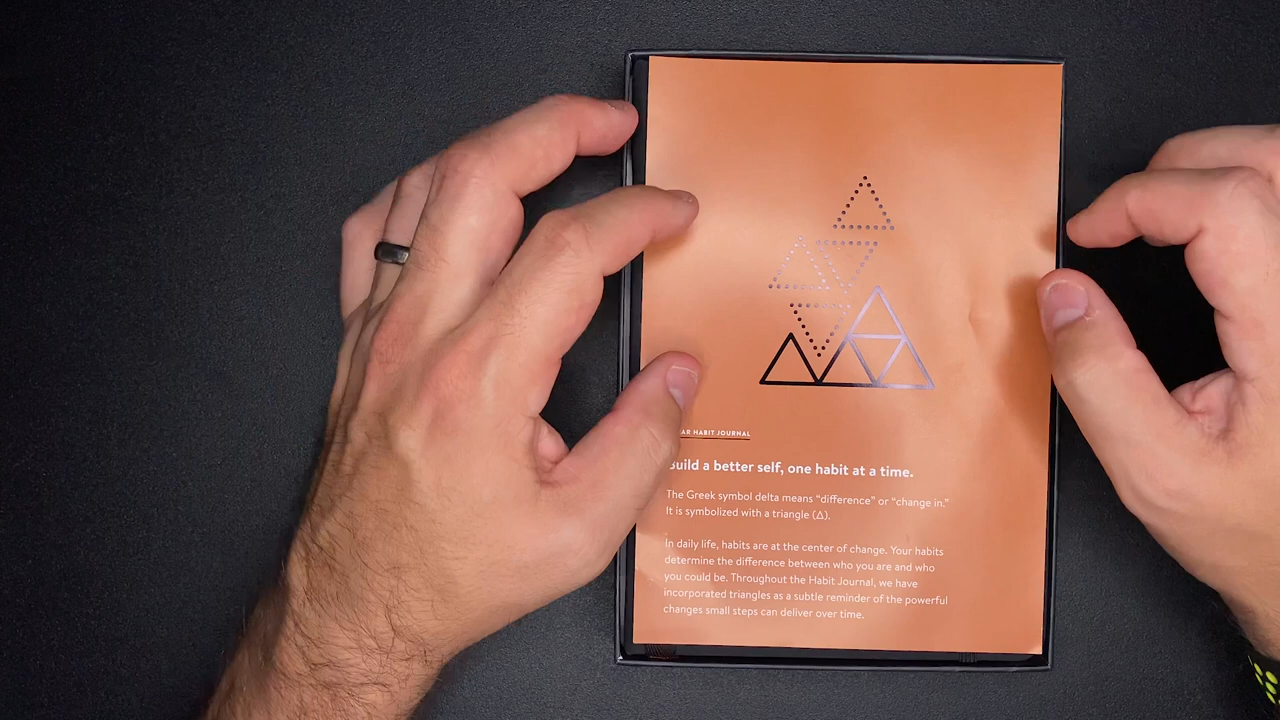 AR HABIT JOURNAL
Build a better self, one habit at a time.
The Greek symbol delta means “difference” or “change in.”
It is symbolized with a triangle (Δ).
In daily life, habits are at the center of change. Your habits
determine the difference between who you are and who
you could be. Throughout the Habit Journal, we have
incorporated triangles as a subtle reminder of the powerful
changes small steps can deliver over time.